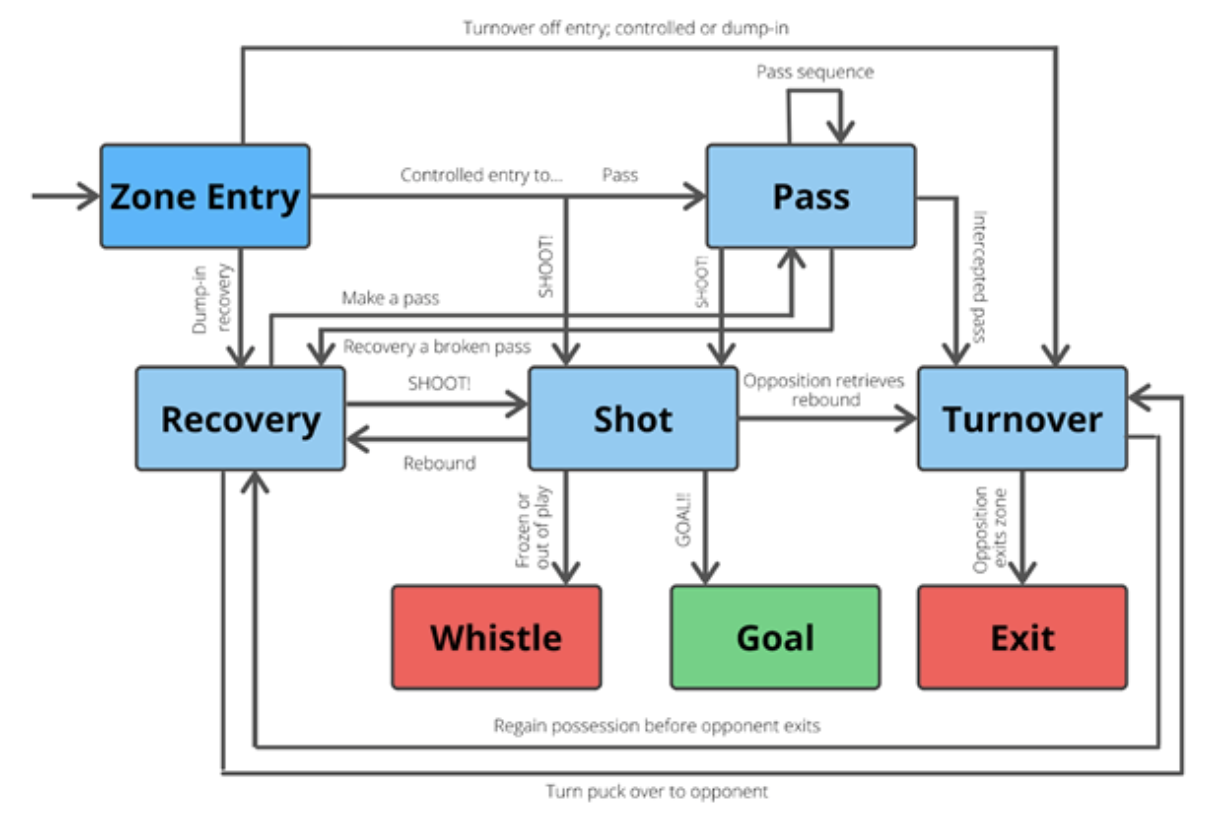 Turnover off entry; controlled or dump-in
Pass sequence
Zone Entry
Controlled entry to...
Pass
Pass
Dump-in
recovery
SHOOT!
SHOOT!
Intercepted pass
Make a pass
Recovery a broken pass
Recovery
SHOOT!
Rebound
Shot
Opposition retrieves
rebound
Turnover
Frozen or
out of play
GOAL!!
Opposition
exits zone
Whistle
Goal
Exit
Regain possession before opponent exits
Turn puck over to opponent